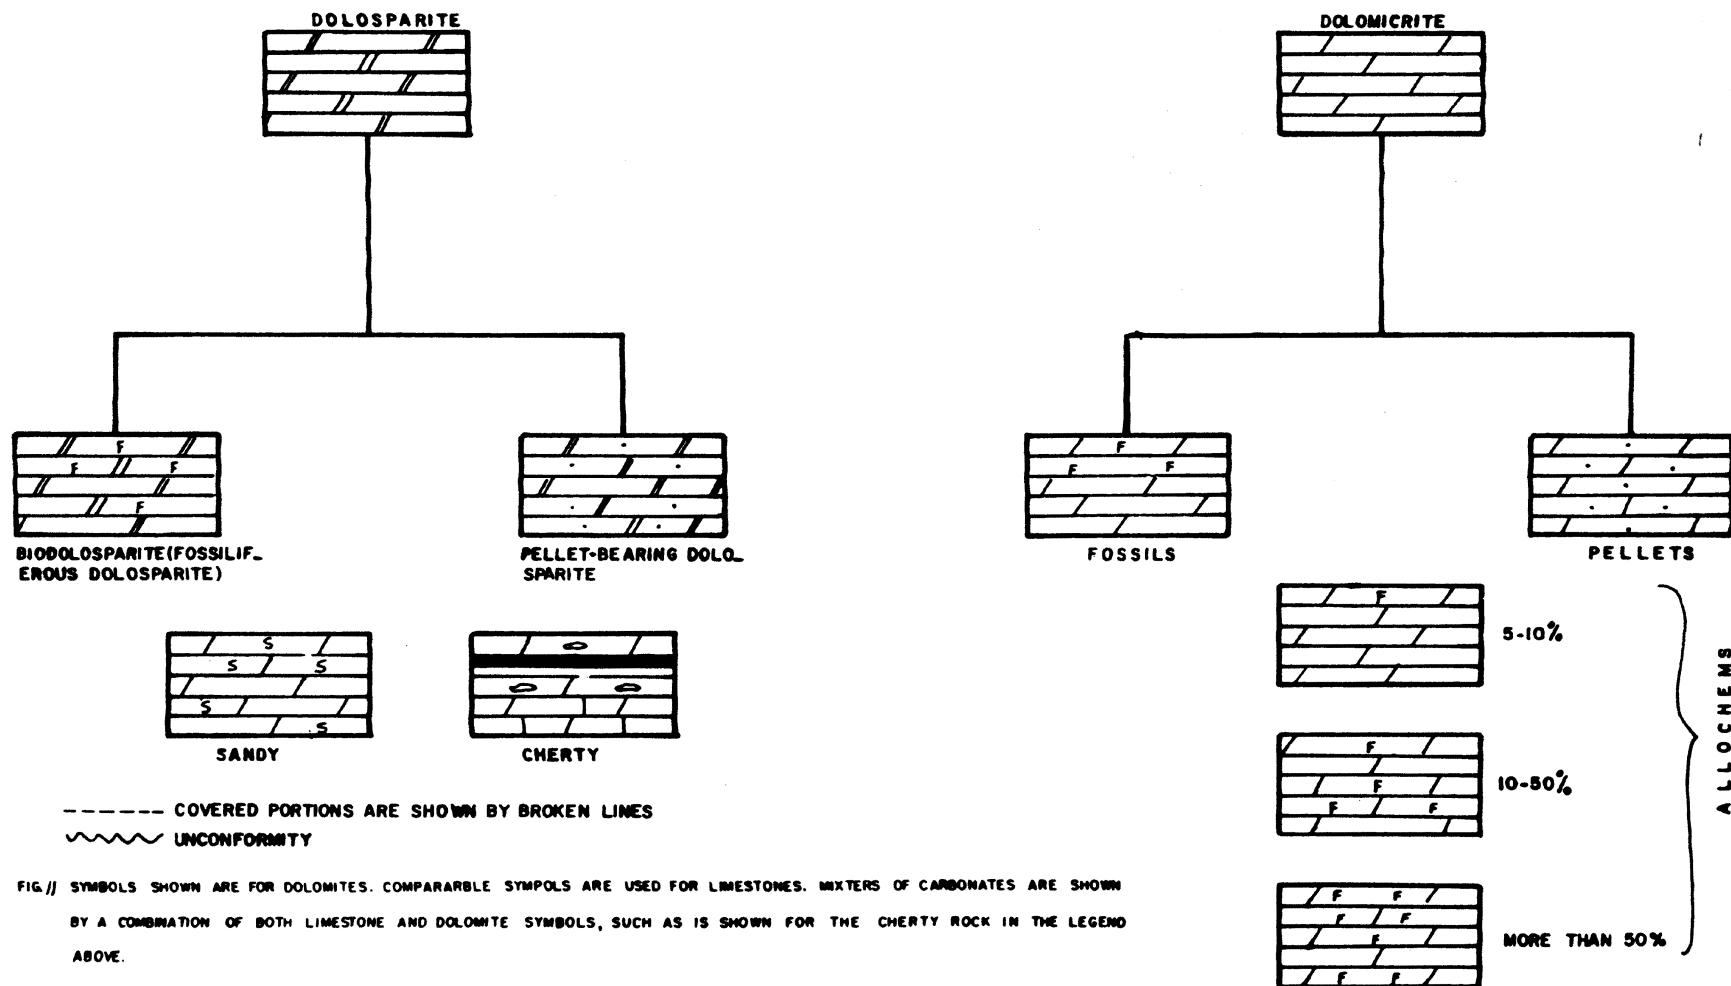 DOLOSPARITE
DOLOMICRITE
BIODOLOSPARITE (FOSSILIF_
EROUS DOLOSPARITE)
PELLET-BEARING DOLO_
SPARITE
FOSSILS
PELLETS
SANDY
CHERTY
5-10%
10-50%
MORE THAN 50%
ALLOCHEMS
COVERED PORTIONS ARE SHOWN BY BROKEN LINES
UNCONFORMITY
FIG. 11 SYMBOLS SHOWN ARE FOR DOLOMITES. COMPARARBLE SYMPOLS ARE USED FOR LIMESTONES. MIXTERS OF CARBONATES ARE SHOWN
BY A COMBINATION OF BOTH LIMESTONE AND DOLOMITE SYMBOLS, SUCH AS IS SHOWN FOR THE CHERTY ROCK IN THE LEGEND
ABOVE.
F
F F
F
F
F F
S
S S
S
S
F
F
F
F F
F F
F F
F
F F